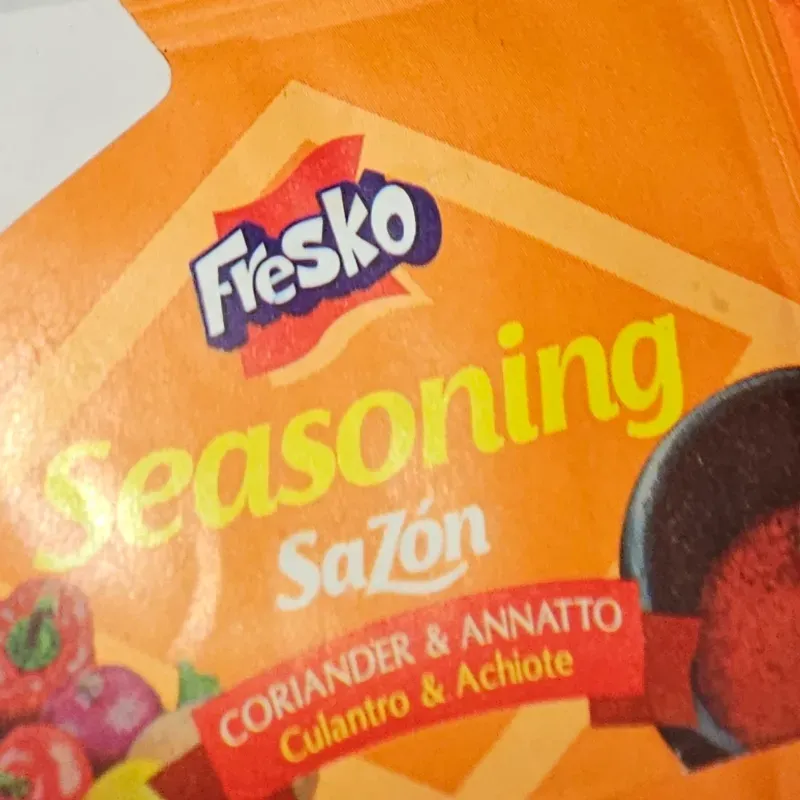 Fresko
Seasoning
Sazón
CORIANDER & ANNATTO
Culantro & Achiote